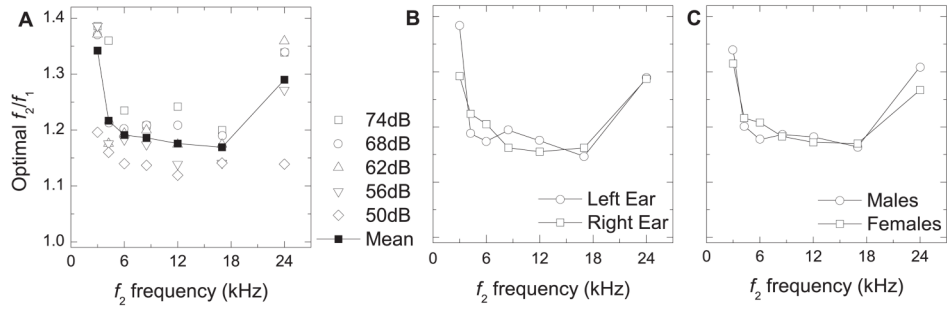 A
B
C
1.4
1.3
1.2
1.1
1.0
Optimal f2/f1
74dB
68dB
62dB
56dB
50dB
Mean
Left Ear
Right Ear
Males
Females
0 6 12 18 24
0 6 12 18 24
0 6 12 18 24
f2 frequency (kHz)
f2 frequency (kHz)
f2 frequency (kHz)